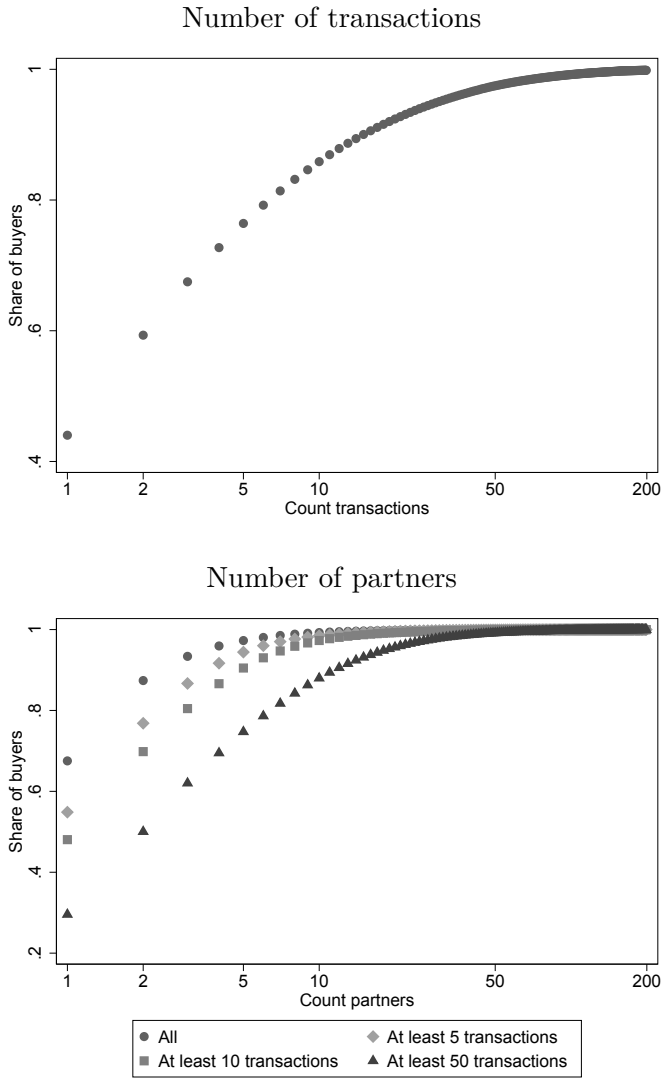 Number of transactions
Share of buyers
1
.8
.6
.4
1 2 5 10 50 200
Count transactions
Number of partners
Share of buyers
1
.8
.6
.4
.2
1 2 5 10 50 200
Count partners
All At least 5 transactions
At least 10 transactions At least 50 transactions